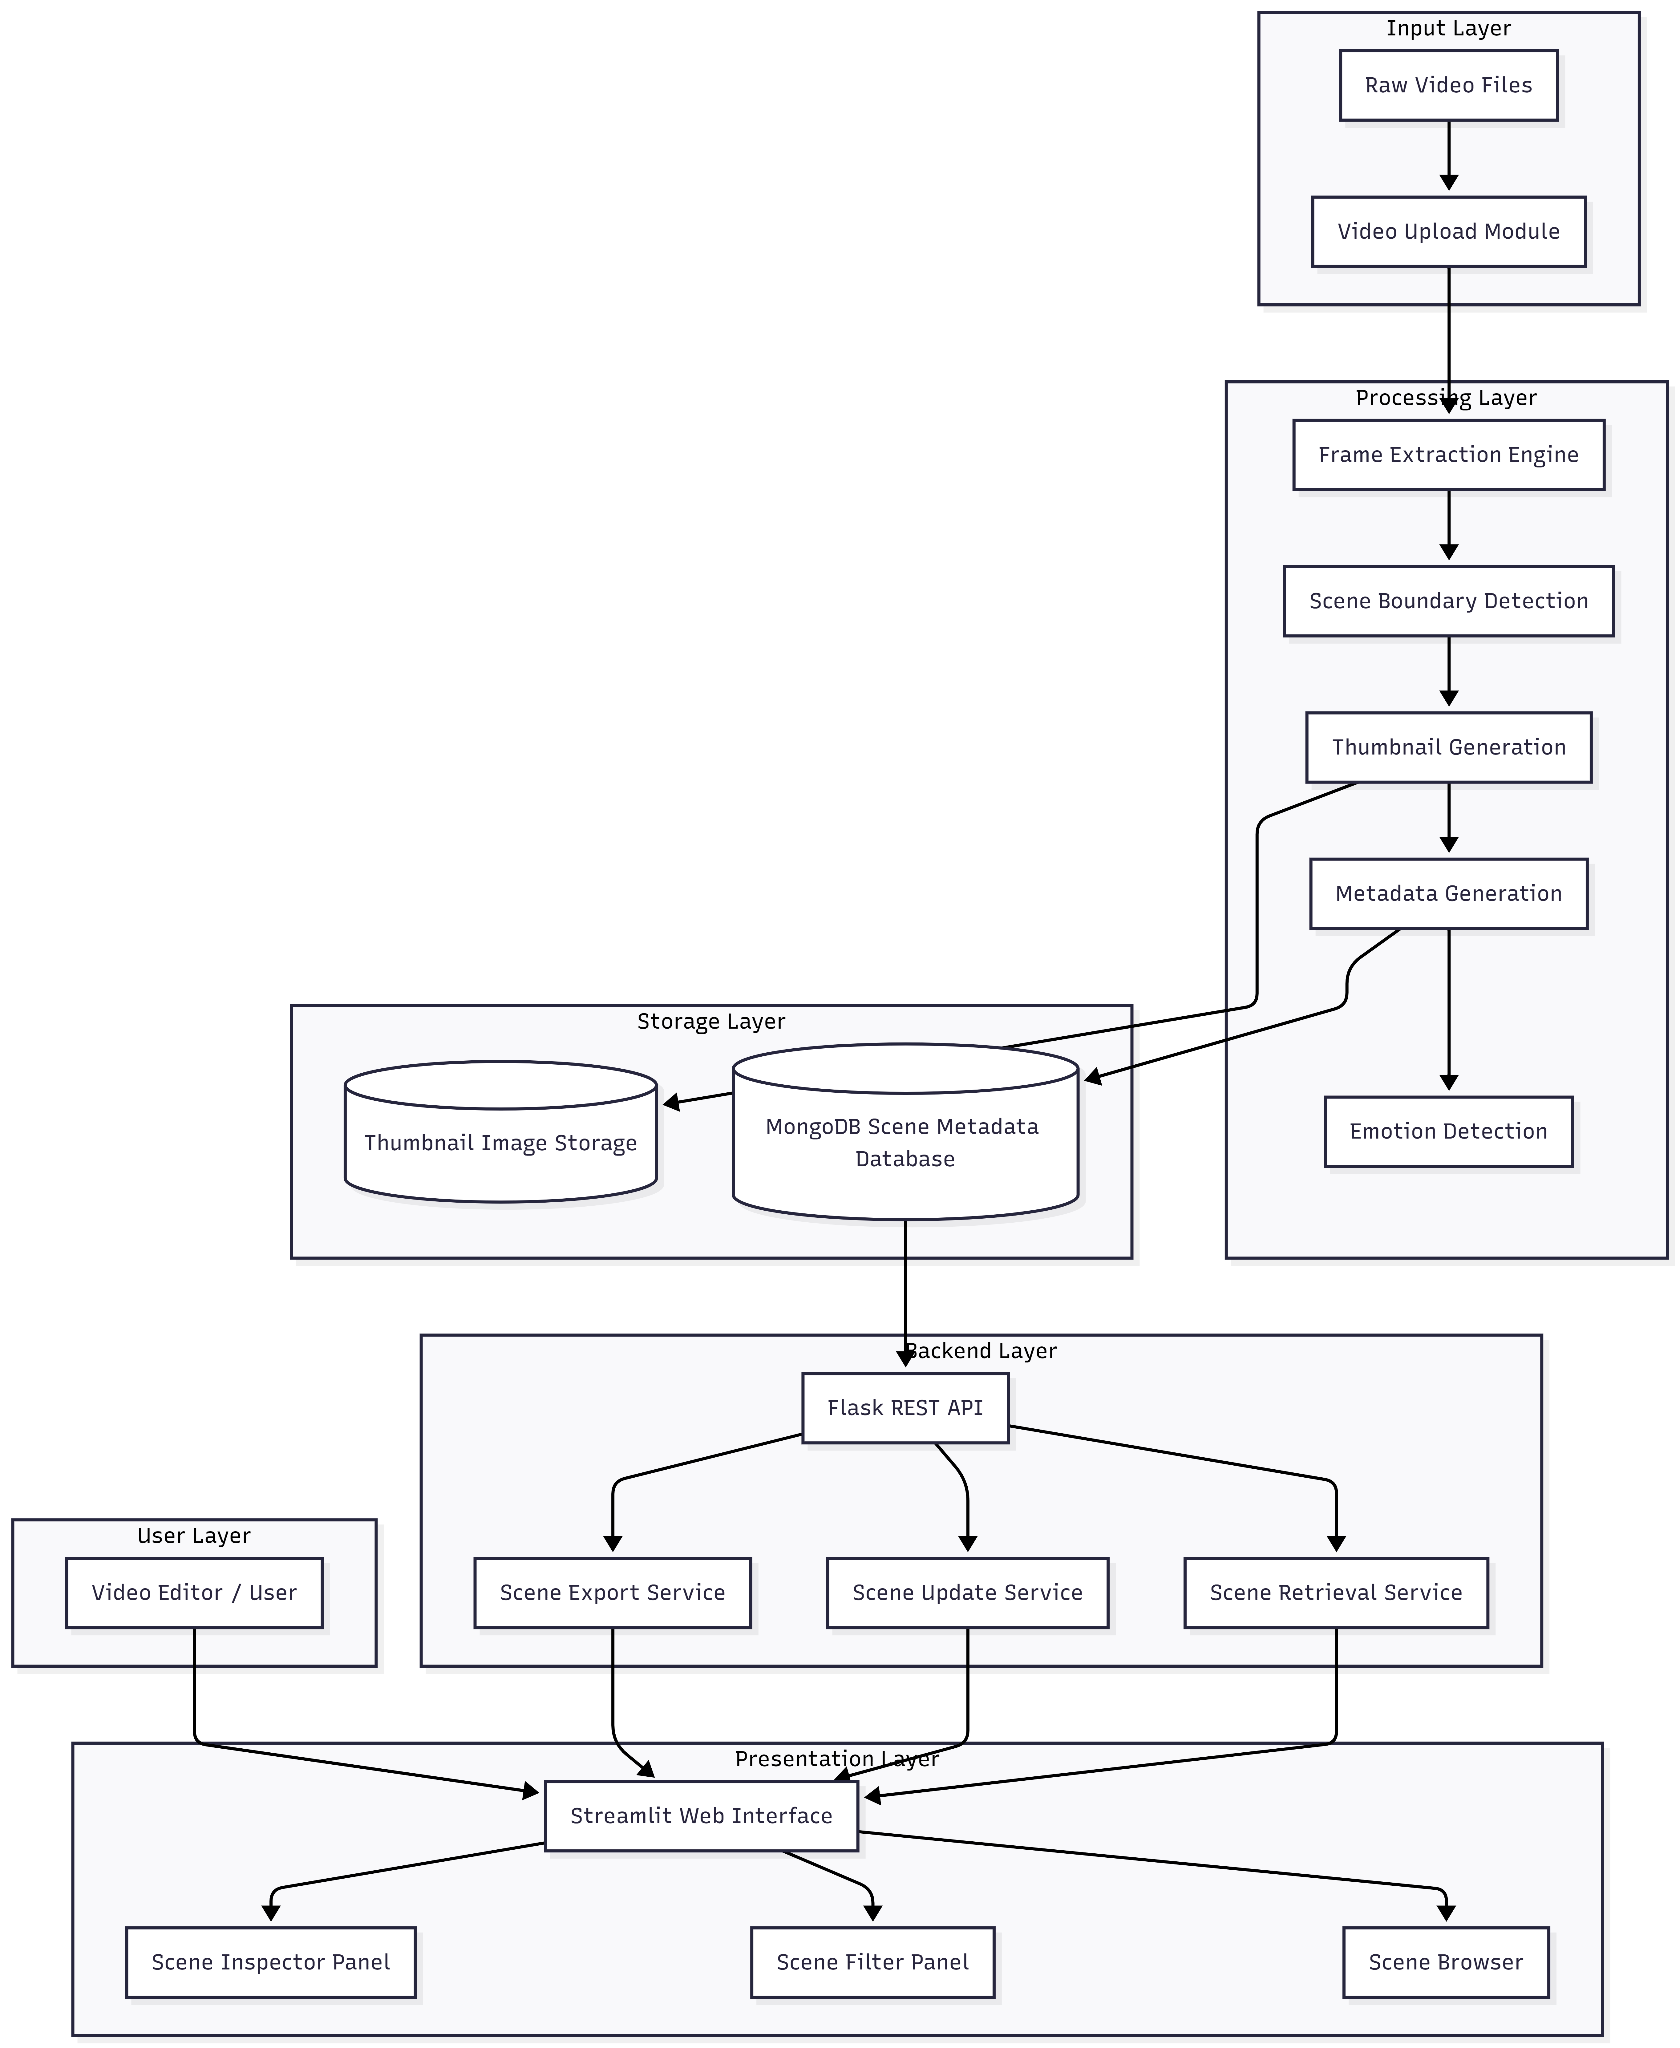 Input Layer
Raw Video Files
Video Upload Module
Processing Layer
Frame Extraction Engine
Scene Boundary Detection
Thumbnail Generation
Metadata Generation
Storage Layer
Thumbnail Image Storage
MongoDB Scene Metadata
Database
Emotion Detection
Backend Layer
Flask REST API
User Layer
Video Editor / User
Scene Export Service
Scene Update Service
Scene Retrieval Service
Presentation Layer
Streamlit Web Interface
Scene Inspector Panel
Scene Filter Panel
Scene Browser